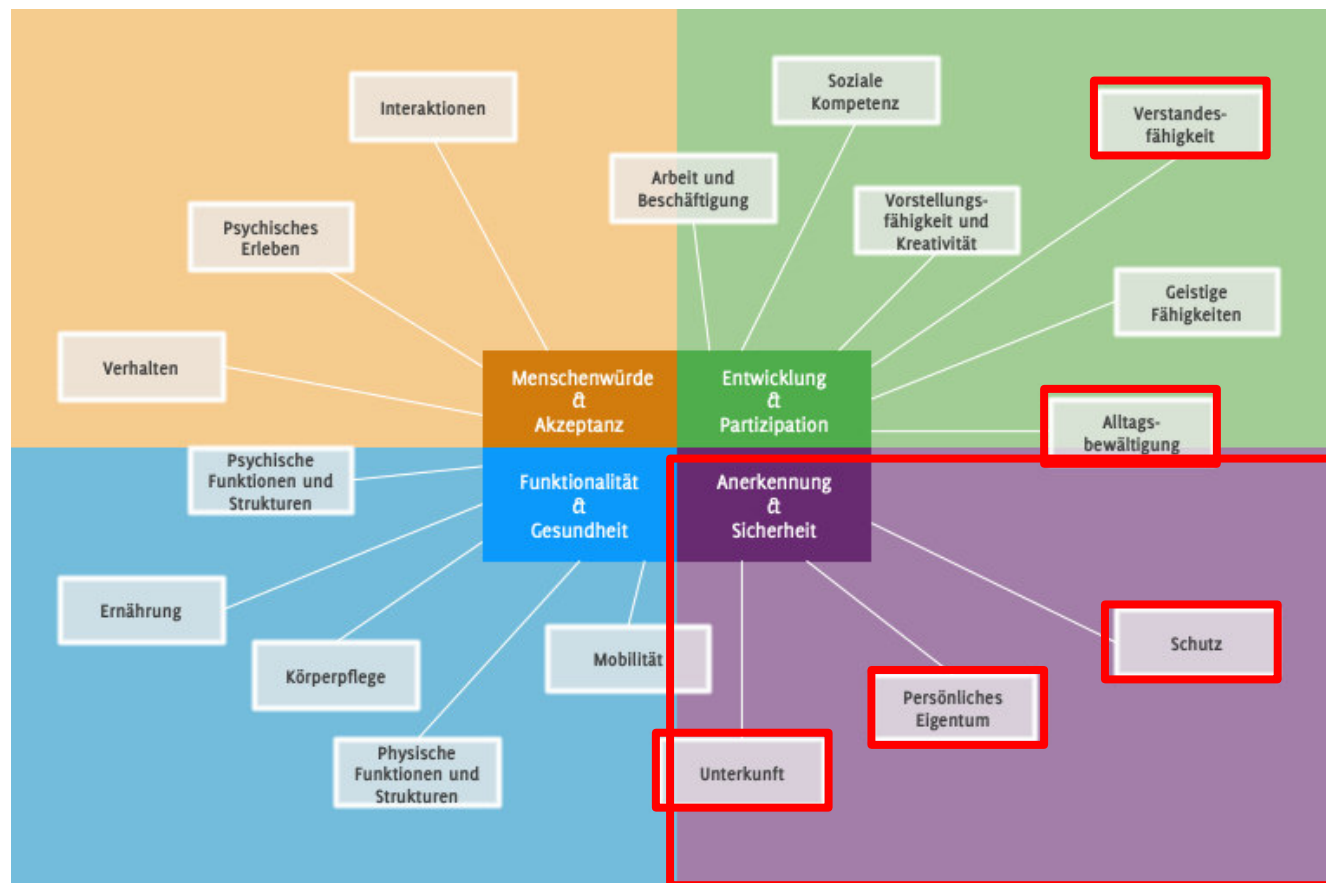 Soziale
Kompetenz
Interaktionen
Verstandes-
fähigkeit
Arbeit und
Beschäftigung
Vorstellungs-
fähigkeit und
Kreativität
Psychisches
Erleben
Geistige
Fähigkeiten
Verhalten
Menschenwürde
&
Akzeptanz
Entwicklung
&
Partizipation
Alltags-
bewältigung
Psychische
Funktionen und
Strukturen
Funktionalität
&
Gesundheit
Anerkennung
&
Sicherheit
Ernährung
Körperpflege
Mobilität
Schutz
Persönliches
Eigentum
Physische
Funktionen und
Strukturen
Unterkunft